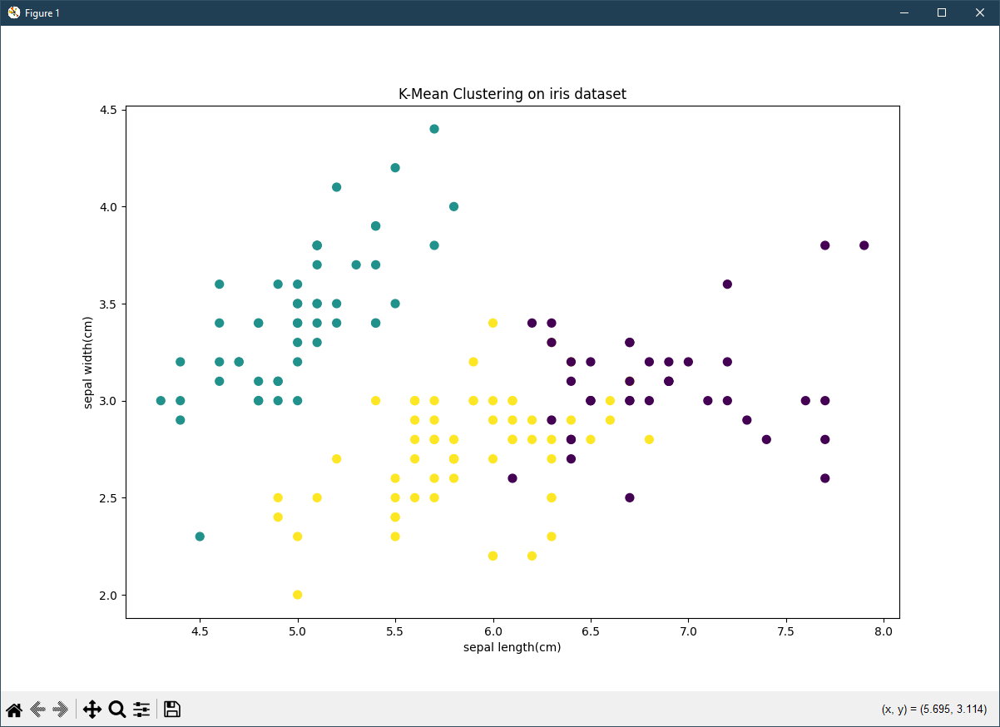 Figure 1
K-Mean Clustering on iris dataset
4.5
4.0
3.5
3.0
2.5
2.0
sepal width(cm)
4.5 5.0 5.5 6.0 6.5 7.0 7.5 8.0
sepal length(cm)
(x, y) = (5.695, 3.114)